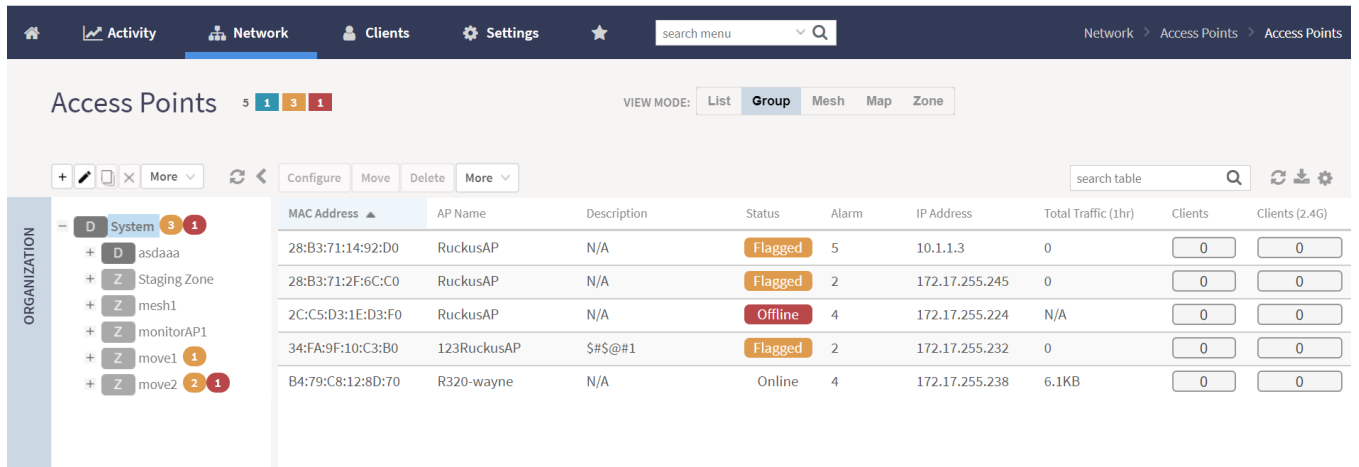 Activity Network Clients Settings search menu Network > Access Points > Access Points
Access Points 5 1 3 1 VIEW MODE: List Group Mesh Map Zone
More Configure Move Delete More search table
ORGANIZATION
D System 3 1
D asdaaa
Z Staging Zone
Z mesh1
Z monitorAP1
Z move1 1
Z move2 2 1
MAC Address AP Name Description Status Alarm IP Address Total Traffic (1hr) Clients Clients (2.4G)
28:B3:71:14:92:D0 RuckusAP N/A Flagged 5 10.1.1.3 0 0 0
28:B3:71:2F:6C:C0 RuckusAP N/A Flagged 2 172.17.255.245 0 0 0
2C:C5:D3:1E:D3:F0 RuckusAP N/A Offline 4 172.17.255.224 N/A 0 0
34:FA:9F:10:C3:B0 123RuckusAP $#$@#1 Flagged 2 172.17.255.232 0 0 0
B4:79:C8:12:8D:70 R320-wayne N/A Online 4 172.17.255.238 6.1KB 0 0